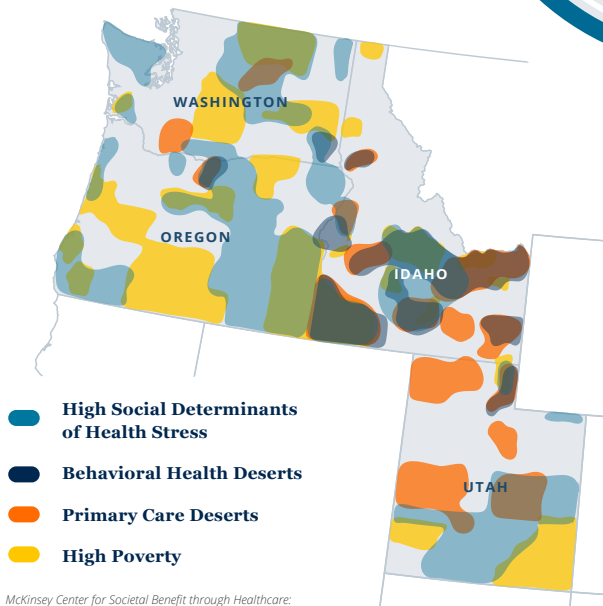 WASHINGTON
OREGON
IDAHO
High Social Determinants
of Health Stress
Behavioral Health Deserts
Primary Care Deserts
UTAH
High Poverty
McKinsey Center for Societal Benefit through Healthcare: